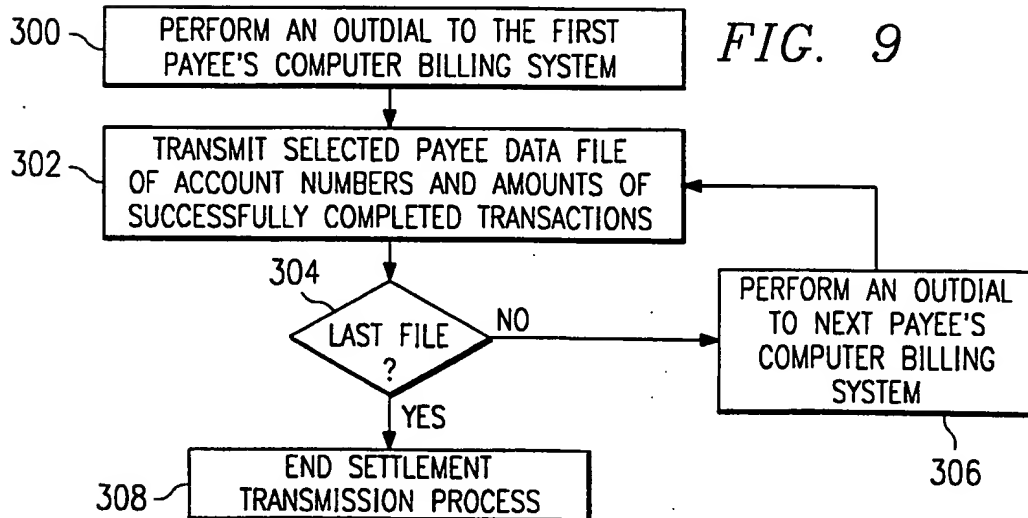 300
PERFORM AN OUTDIAL TO THE FIRST
PAYEE'S COMPUTER BILLING SYSTEM
FIG. 9
302
TRANSMIT SELECTED PAYEE DATA FILE
OF ACCOUNT NUMBERS AND AMOUNTS OF
SUCCESSFULLY COMPLETED TRANSACTIONS
304
LAST FILE
?
NO
YES
PERFORM AN OUTDIAL
TO NEXT PAYEE'S
COMPUTER BILLING
SYSTEM
306
308
END SETTLEMENT
TRANSMISSION PROCESS